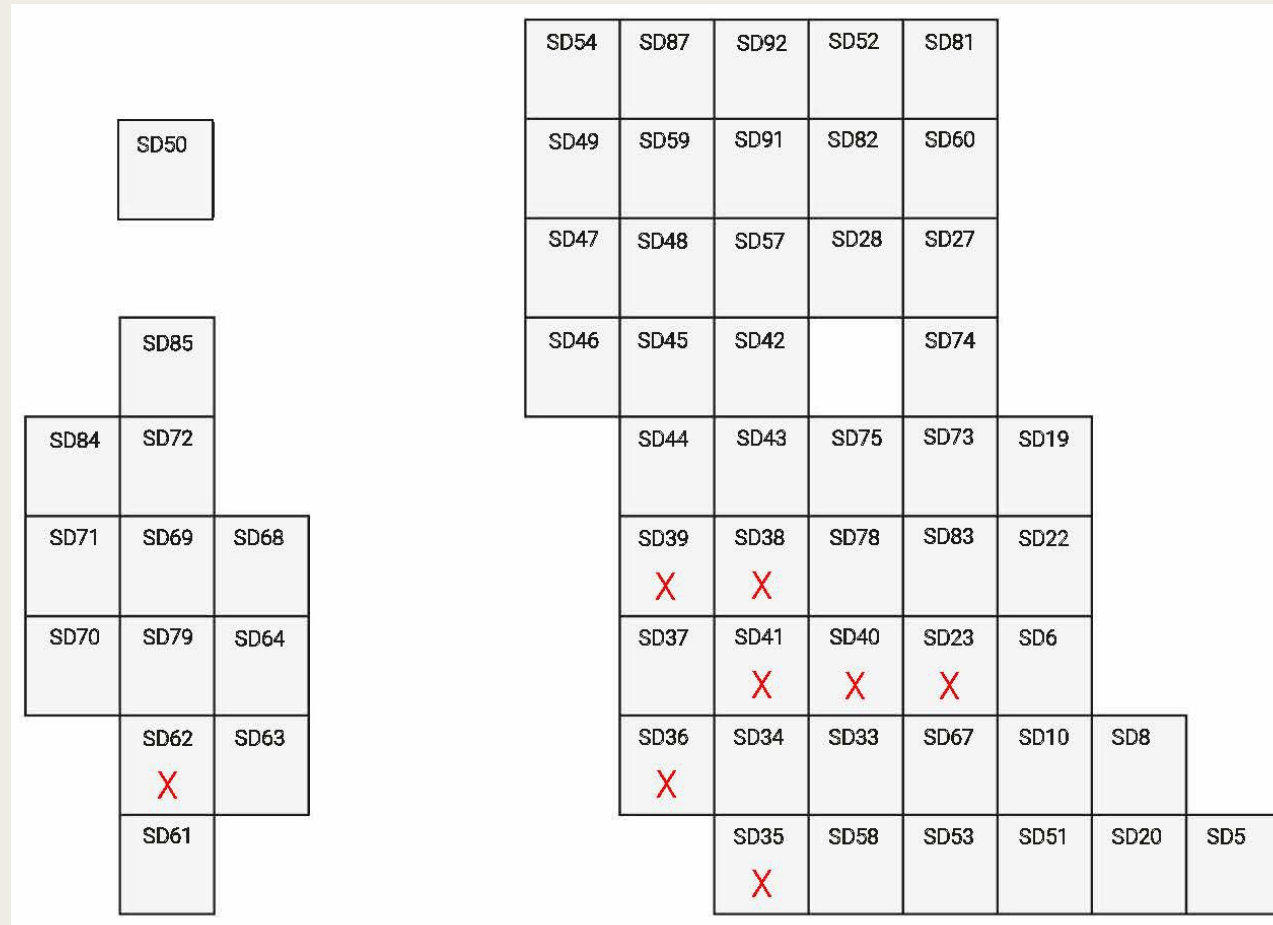 SD54 SD87 SD92 SD52 SD81
SD50 SD49 SD59 SD91 SD82 SD60
SD47 SD48 SD57 SD28 SD27
SD85 SD46 SD45 SD42 SD74
SD84 SD72 SD44 SD43 SD75 SD73 SD19
SD71 SD69 SD68 SD39 SD38 SD78 SD83 SD22
X X
SD70 SD79 SD64 SD37 SD41 SD40 SD23 SD6
X X X
SD62 SD63 SD36 SD34 SD33 SD67 SD10 SD8
X X
SD61 SD35 SD58 SD53 SD51 SD20 SD5
X